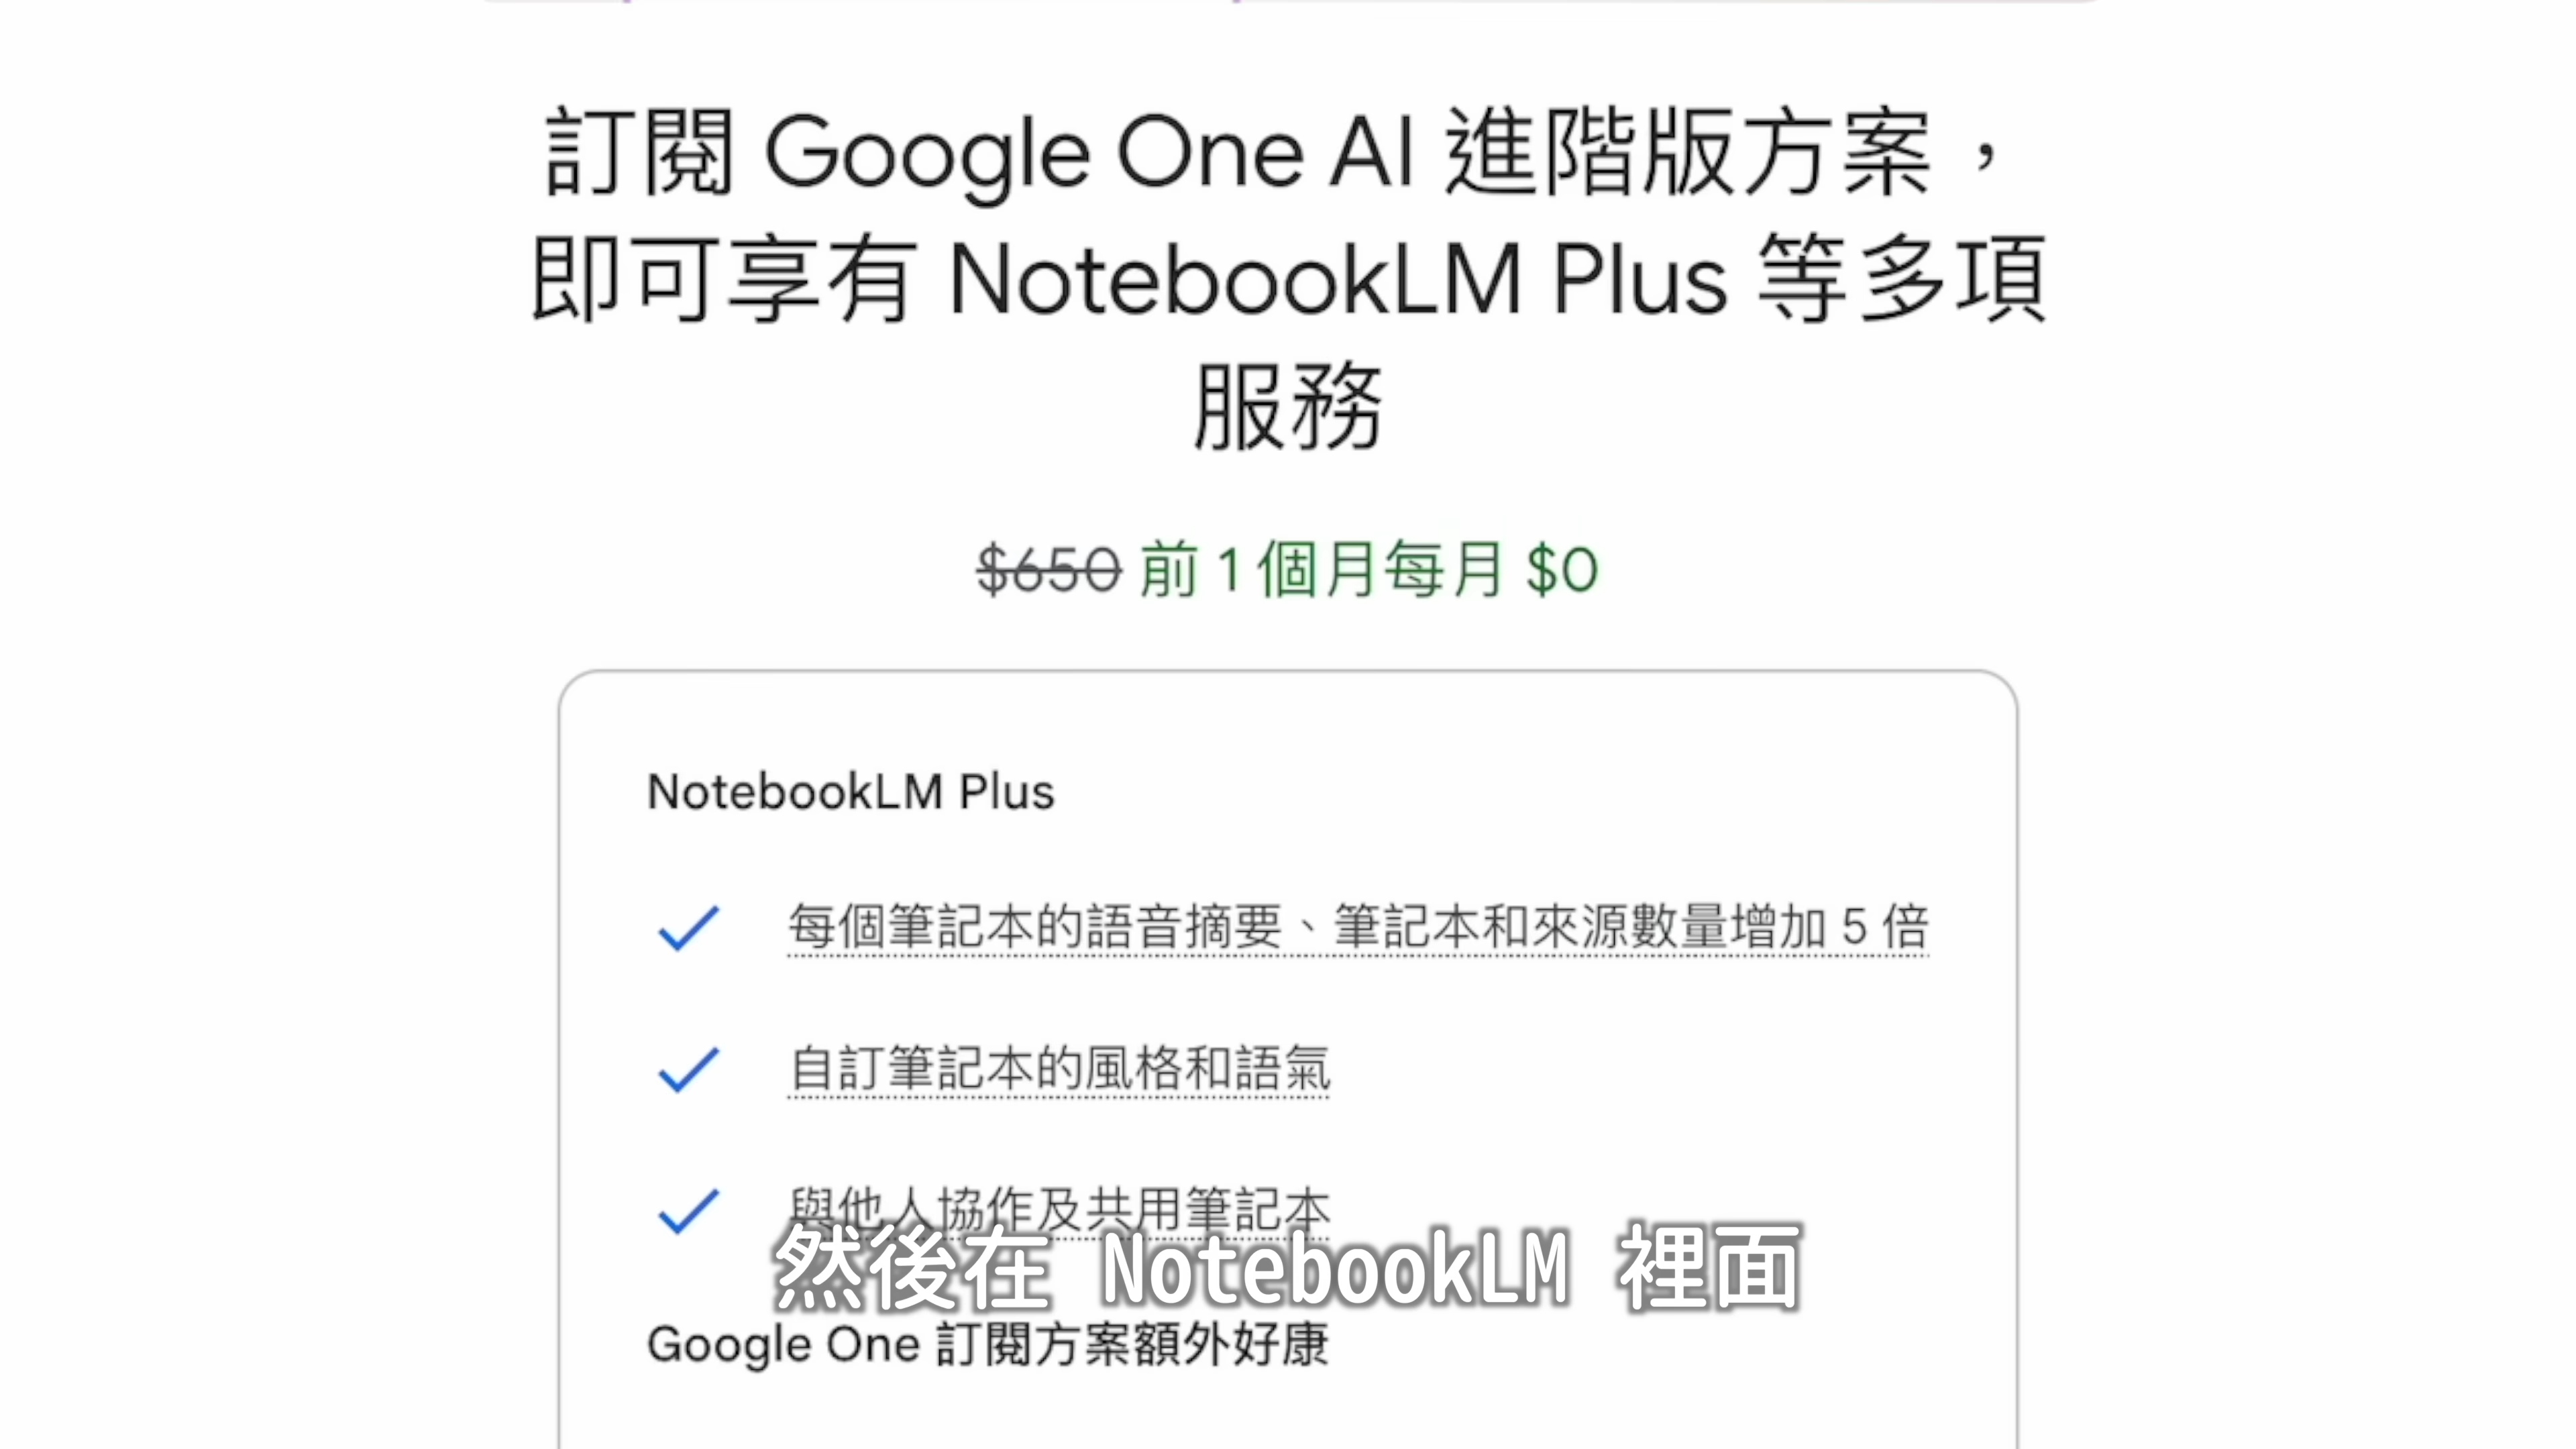 訂閱 Google One AI 進階版方案，
即可享有 NotebookLM Plus 等多項
服務
$650 前 1 個月每月 $0
NotebookLM Plus
每個筆記本的語音摘要、筆記本和來源數量增加 5 倍
自訂筆記本的風格和語氣
與他人協作及共用筆記本
然後在 NotebookLM 裡面
Google One 訂閱方案額外好康